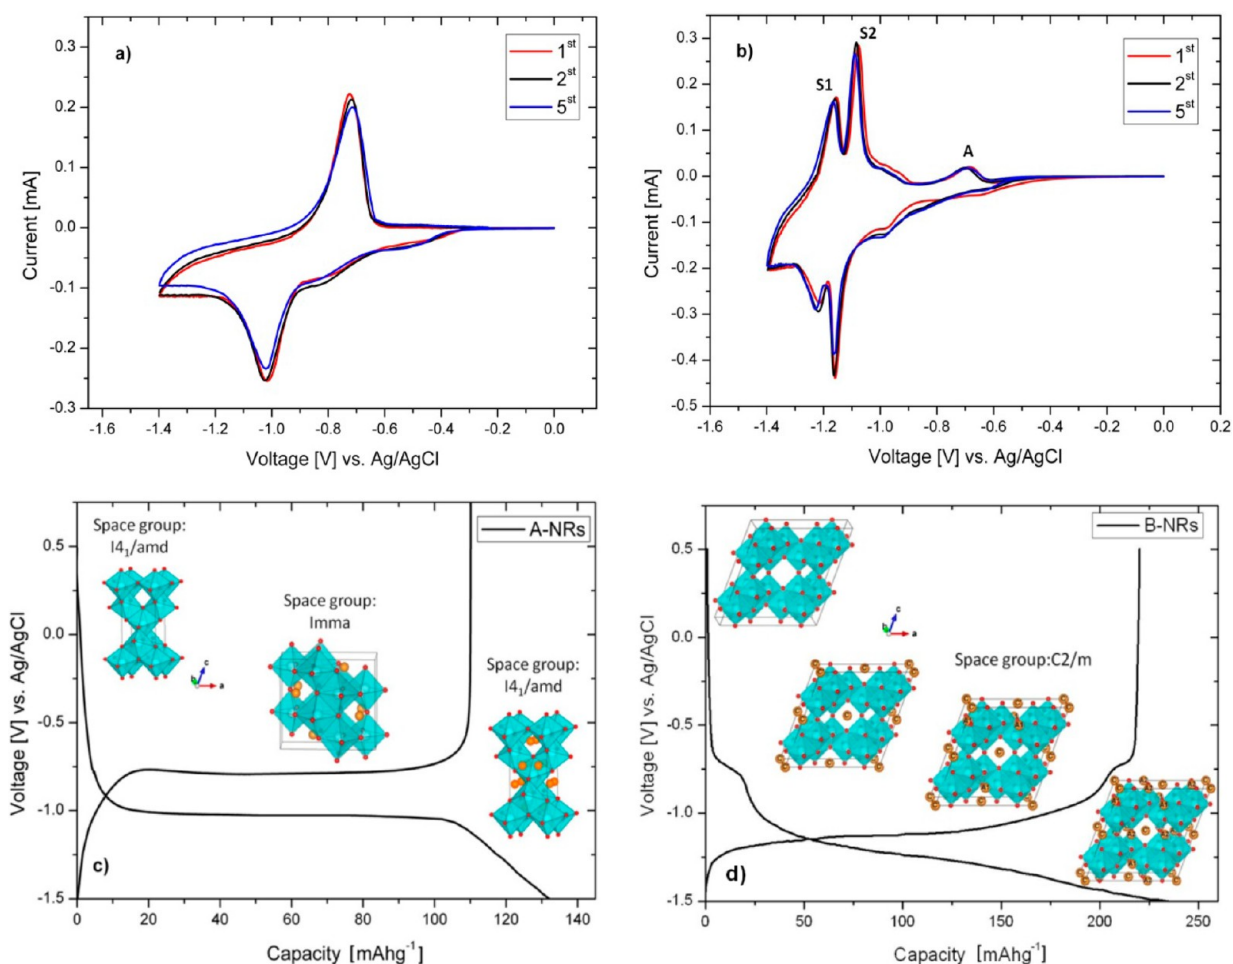 a)
1st
2st
5st
0.3
0.2
0.1
0.0
-0.1
-0.2
-0.3
Current [mA]
-1.6 -1.4 -1.2 -1.0 -0.8 -0.6 -0.4 -0.2 0.0
Voltage [V] vs. Ag/AgCl
b)
S1
S2
A
1st
2st
5st
0.3
0.2
0.1
0.0
-0.1
-0.2
-0.3
-0.4
-0.5
Current [mA]
-1.6 -1.4 -1.2 -1.0 -0.8 -0.6 -0.4 -0.2 0.0 0.2
Voltage [V] vs. Ag/AgCl
c)
A-NRs
Space group:
I4₁/amd
Space group:
Imma
Space group:
I4₁/amd
c
b
a
0.5
0.0
-0.5
-1.0
-1.5
Voltage [V] vs. Ag/AgCl
0 20 40 60 80 100 120 140
Capacity [mAhg⁻¹]
d)
B-NRs
c
b
a
Space group:C2/m
0.5
0.0
-0.5
-1.0
-1.5
Voltage [V] vs. Ag/AgCl
0 50 100 150 200 250
Capacity [mAhg⁻¹]